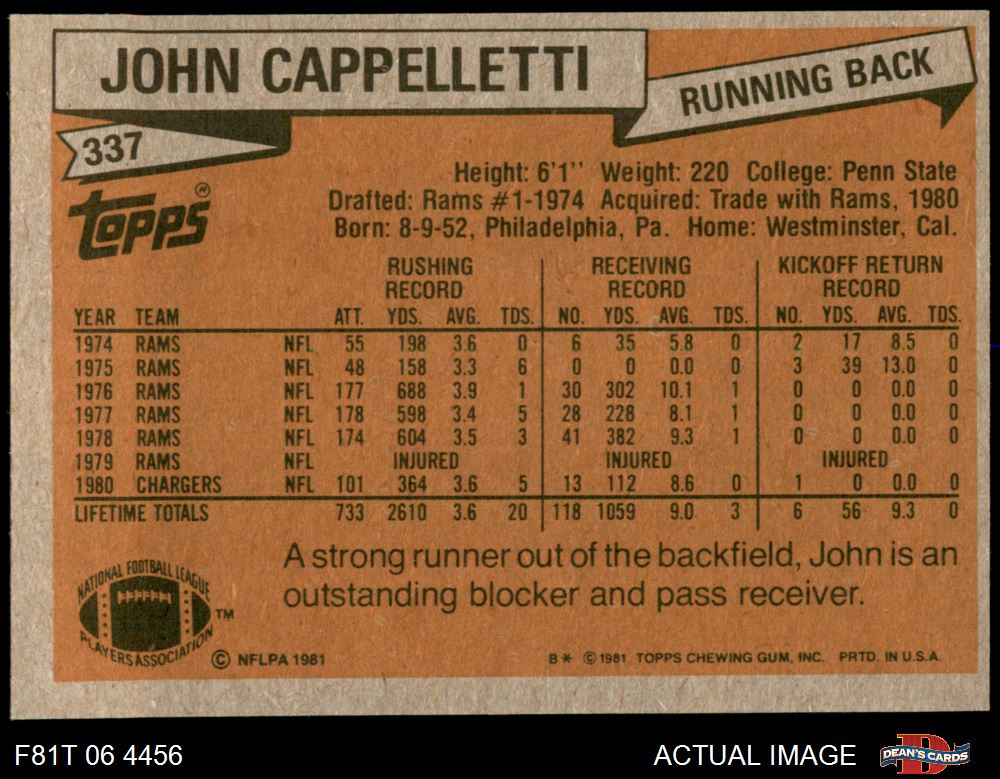 JOHN CAPPELLETTI
RUNNING BACK
337
topps®
Height: 6'1'' Weight: 220 College: Penn State
Drafted: Rams #1-1974 Acquired: Trade with Rams, 1980
Born: 8-9-52, Philadelphia, Pa. Home: Westminster, Cal.
RUSHING RECORD RECEIVING RECORD KICKOFF RETURN RECORD
YEAR TEAM ATT. YDS. AVG. TDS. NO. YDS. AVG. TDS. NO. YDS. AVG. TDS.
1974 RAMS NFL 55 198 3.6 0 6 35 5.8 0 2 17 8.5 0
1975 RAMS NFL 48 158 3.3 6 0 0 0.0 0 3 39 13.0 0
1976 RAMS NFL 177 688 3.9 1 30 302 10.1 1 0 0 0.0 0
1977 RAMS NFL 178 598 3.4 5 28 228 8.1 1 0 0 0.0 0
1978 RAMS NFL 174 604 3.5 3 41 382 9.3 1 0 0 0.0 0
1979 RAMS NFL INJURED INJURED INJURED
1980 CHARGERS NFL 101 364 3.6 5 13 112 8.6 0 1 0 0.0 0
LIFETIME TOTALS 733 2610 3.6 20 118 1059 9.0 3 6 56 9.3 0
A strong runner out of the backfield, John is an
outstanding blocker and pass receiver.
NATIONAL FOOTBALL LEAGUE
PLAYERS ASSOCIATION
TM
© NFLPA 1981
B* © 1981 TOPPS CHEWING GUM, INC. PRTD. IN U.S.A.
F81T 06 4456
ACTUAL IMAGE
D
DEAN'S CARDS